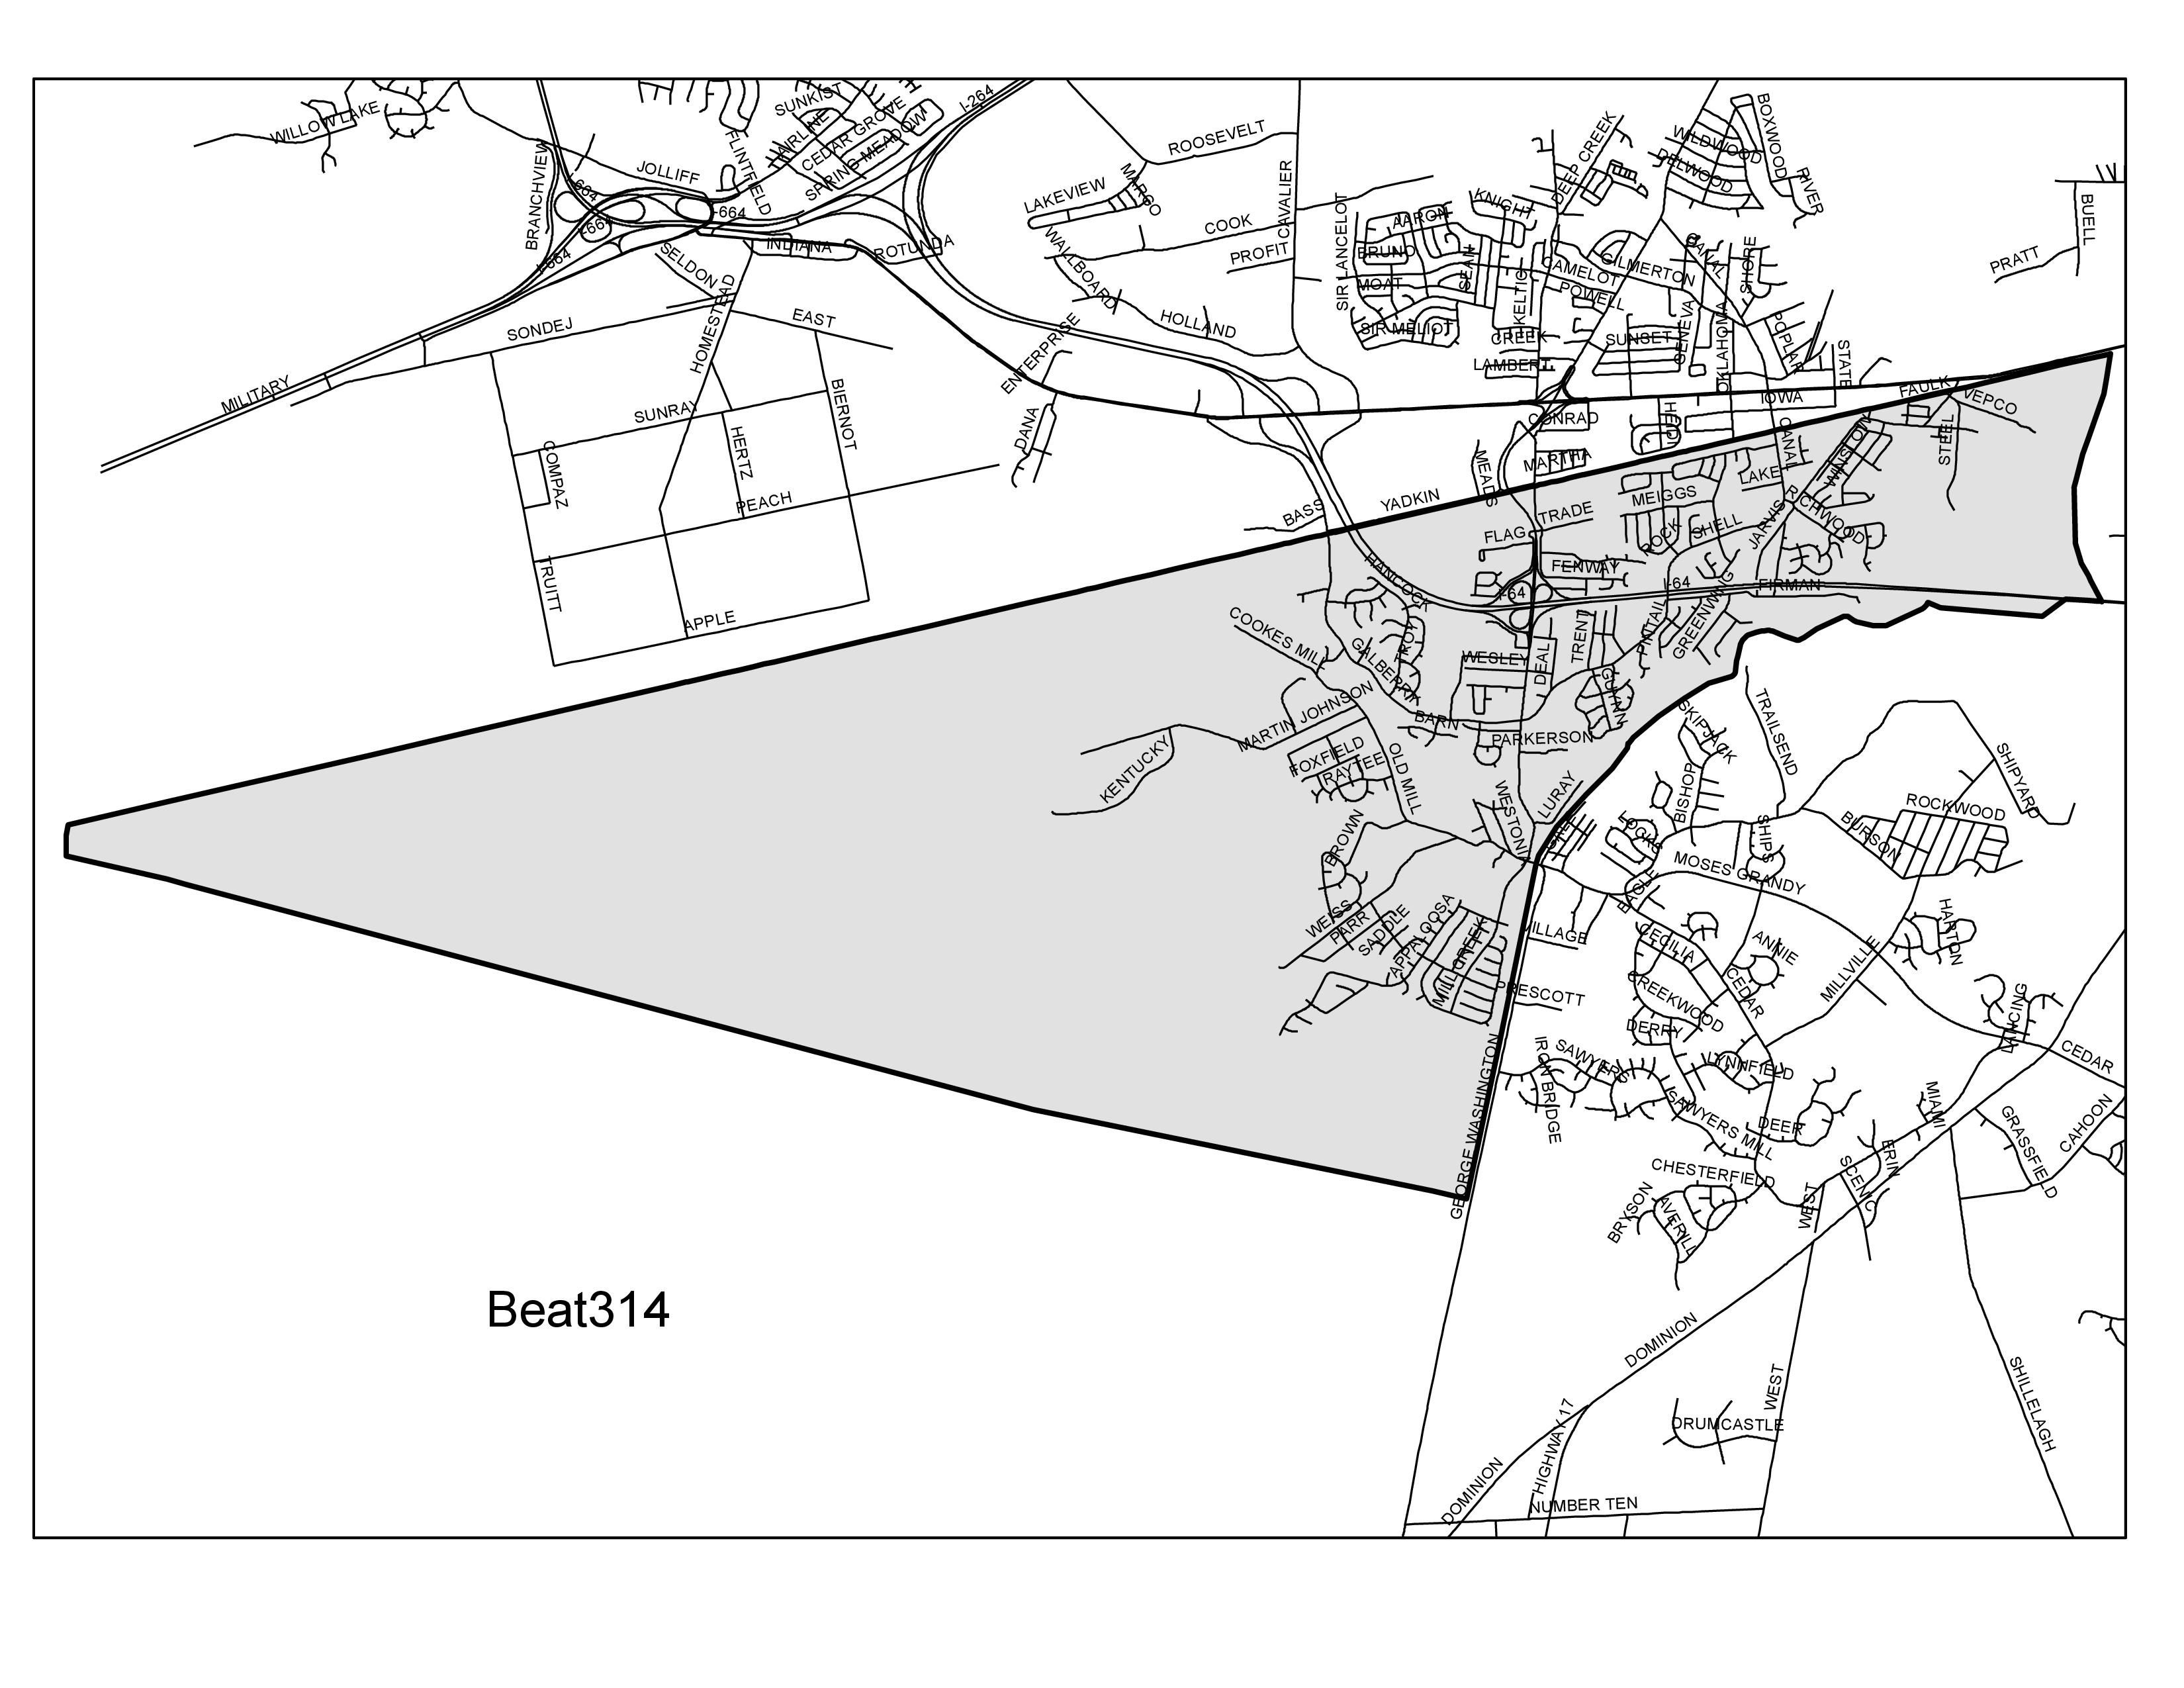 WILLOW LAKE
SUNKIST
AIRLINE
CEDAR GROVE
SPRING MEADOW
I-264
FLINTFIELD
JOLLIFF
BRANCHVIEW
I-664
I-664
I-664
I-664
SELDON
INDIANA
ROTUNDA
HOMESTEAD
EAST
SONDEJ
MILITARY
SUNRAY
BIERNOT
HERTZ
COMPAZ
PEACH
TRUITT
APPLE
ROOSEVELT
MARGO
LAKEVIEW
COOK
CAVALIER
PROFIT
WALLBOARD
HOLLAND
ENTERPRISE
DANA
SIR LANCELOT
AARON
KNIGHT
BRUNO
SEAN
MOAT
SIR MELIOT
DEEP CREEK
WILDWOOD
DELWOOD
BOXWOOD
RIVER
BUELL
PRATT
CAMELOT
GILMERTON
CANAL
SHORE
POWELL
KELTIC
CREEK
SUNSET
GENEVA
OKLAHOMA
POPLAR
LAMBERT
STATE
IOWA
FAULK
VEPCO
CONRAD
CANAL
STEEL
WINSTON
MARTHA
MEADS
YADKIN
BASS
LAKE
MEIGGS
RICHWOOD
TRADE
FLAG
ROCK
SHELL
JARVIS
HANCOCK
FENWAY
I-64
I-64
FIRMAN
GREENWING
PINTAIL
TRENT
COOKES MILL
GALBERRY
TROY
WESLEY
DEAL
GUYNN
MARTIN JOHNSON
BARN
PARKERSON
KENTUCKY
FOXFIELD
RAYTEE
OLD MILL
WESTONIA
LURAY
SKIPJACK
TRAILSEND
BISHOP
SHIPYARD
ROCKWOOD
BURSON
LOCKS
SHIPS
MOSES GRANDY
EAGLE
BROWN
WEISS
PARR
SADDLE
APPALOOSA
MILL CREEK
VILLAGE
CECILIA
ANNIE
HARTON
MILLVILLE
PRESCOTT
CREEKWOOD
CEDAR
DERRY
LANCING
CEDAR
GEORGE WASHINGTON
IRON BRIDGE
SAWYERS
LYNHFIELD
SAWYERS MILL
DEER
MIAMI
GRASSFIELD
CAHOON
ERIN
SCENIC
CHESTERFIELD
WEST
BRYSON
AVERILL
Beat314
DOMINION
WEST
SHILLELAGH
DRUMCASTLE
HIGHWAY 17
DOMINION
NUMBER TEN